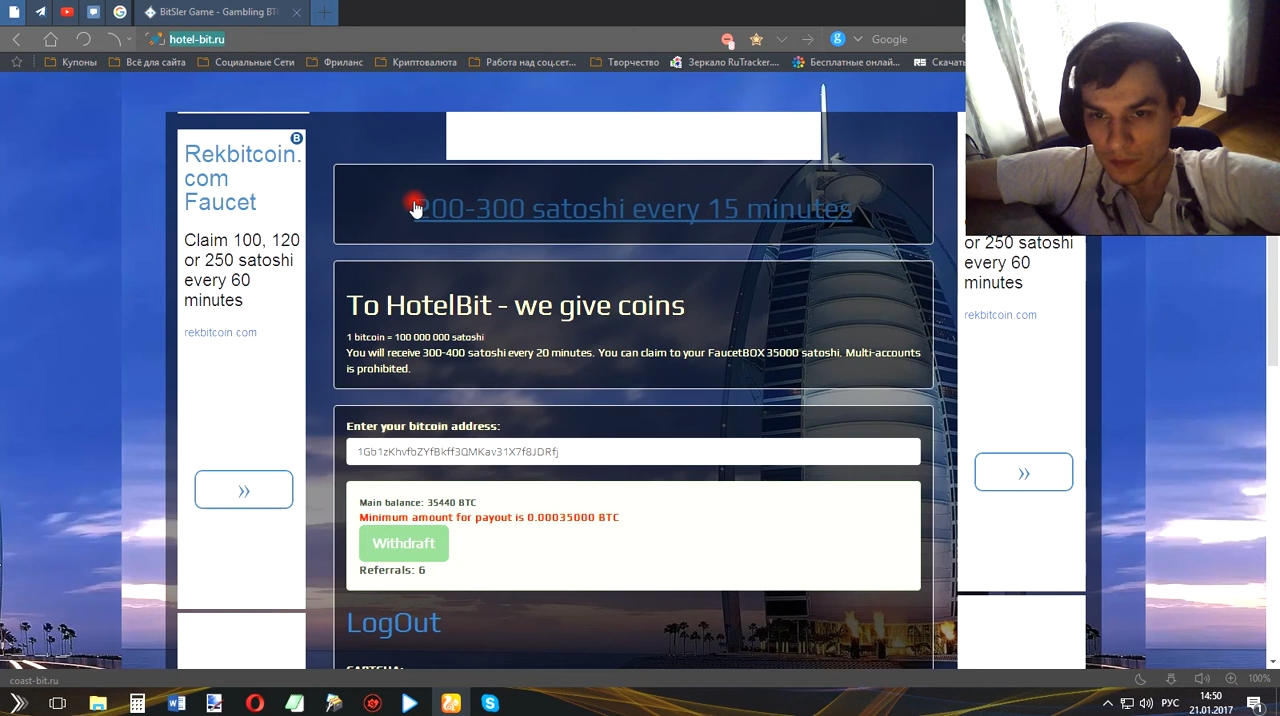 BitSler Game - Gambling BT
hotel-bit.ru
Google
Купоны
Всё для сайта
Социальные Сети
Фриланс
Криптовалюта
Работа над соц.сет...
Творчество
Зеркало RuTracker....
Бесплатные онлай...
RS
Скачать
B
Rekbitcoin.
com
Faucet
Claim 100, 120
or 250 satoshi
every 60
minutes
rekbitcoin com
»
200-300 satoshi every 15 minutes
To HotelBit - we give coins
1 bitcoin = 100 000 000 satoshi
You will receive 300-400 satoshi every 20 minutes. You can claim to your FaucetBOX 35000 satoshi. Multi-accounts
is prohibited.
Enter your bitcoin address:
1Gb1zKhvfbZYfBkff3QMKav31X7f8JDRfj
Main balance: 35440 BTC
Minimum amount for payout is 0.00035000 BTC
Withdraft
Referrals: 6
LogOut
CAPTCHA:
or 250 satoshi
every 60
minutes
rekbitcoin.com
»
coast-bit.ru
100%
РУС
14:50
21.01.2017
1